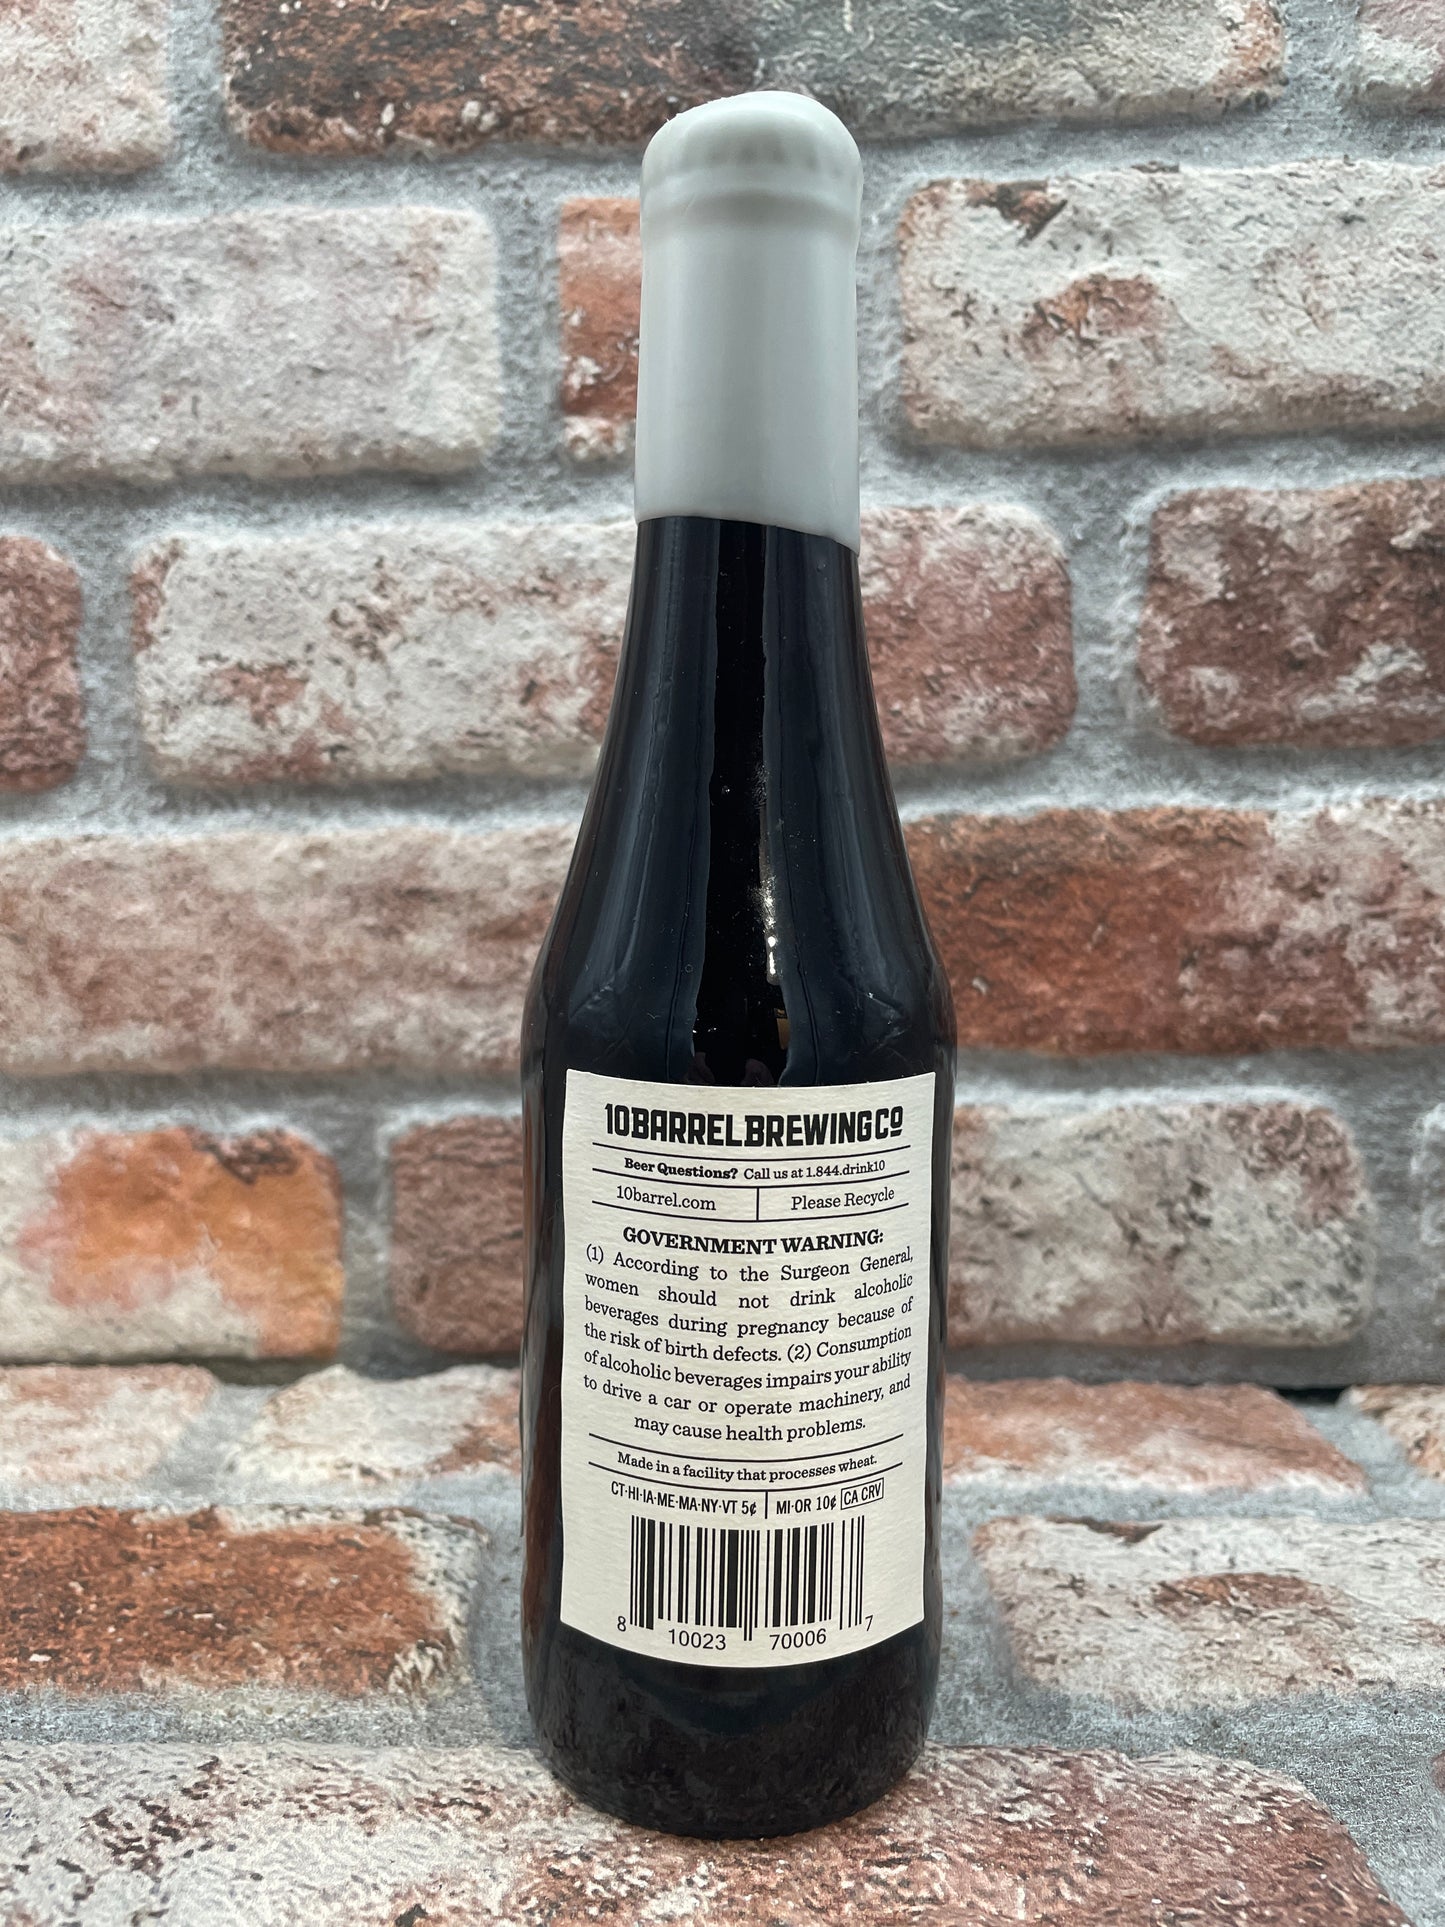 10 BARREL BREWING CO
Beer Questions? Call us at 1.844.drink10
10barrel.com Please Recycle
GOVERNMENT WARNING:
(1) According to the Surgeon General,
women should not drink alcoholic
beverages during pregnancy because of
the risk of birth defects. (2) Consumption
of alcoholic beverages impairs your ability
to drive a car or operate machinery, and
may cause health problems.
Made in a facility that processes wheat.
CT·HI·IA·ME·MA·NY·VT 5¢ MI·OR 10¢ CA CRV
8 10023 70006 7